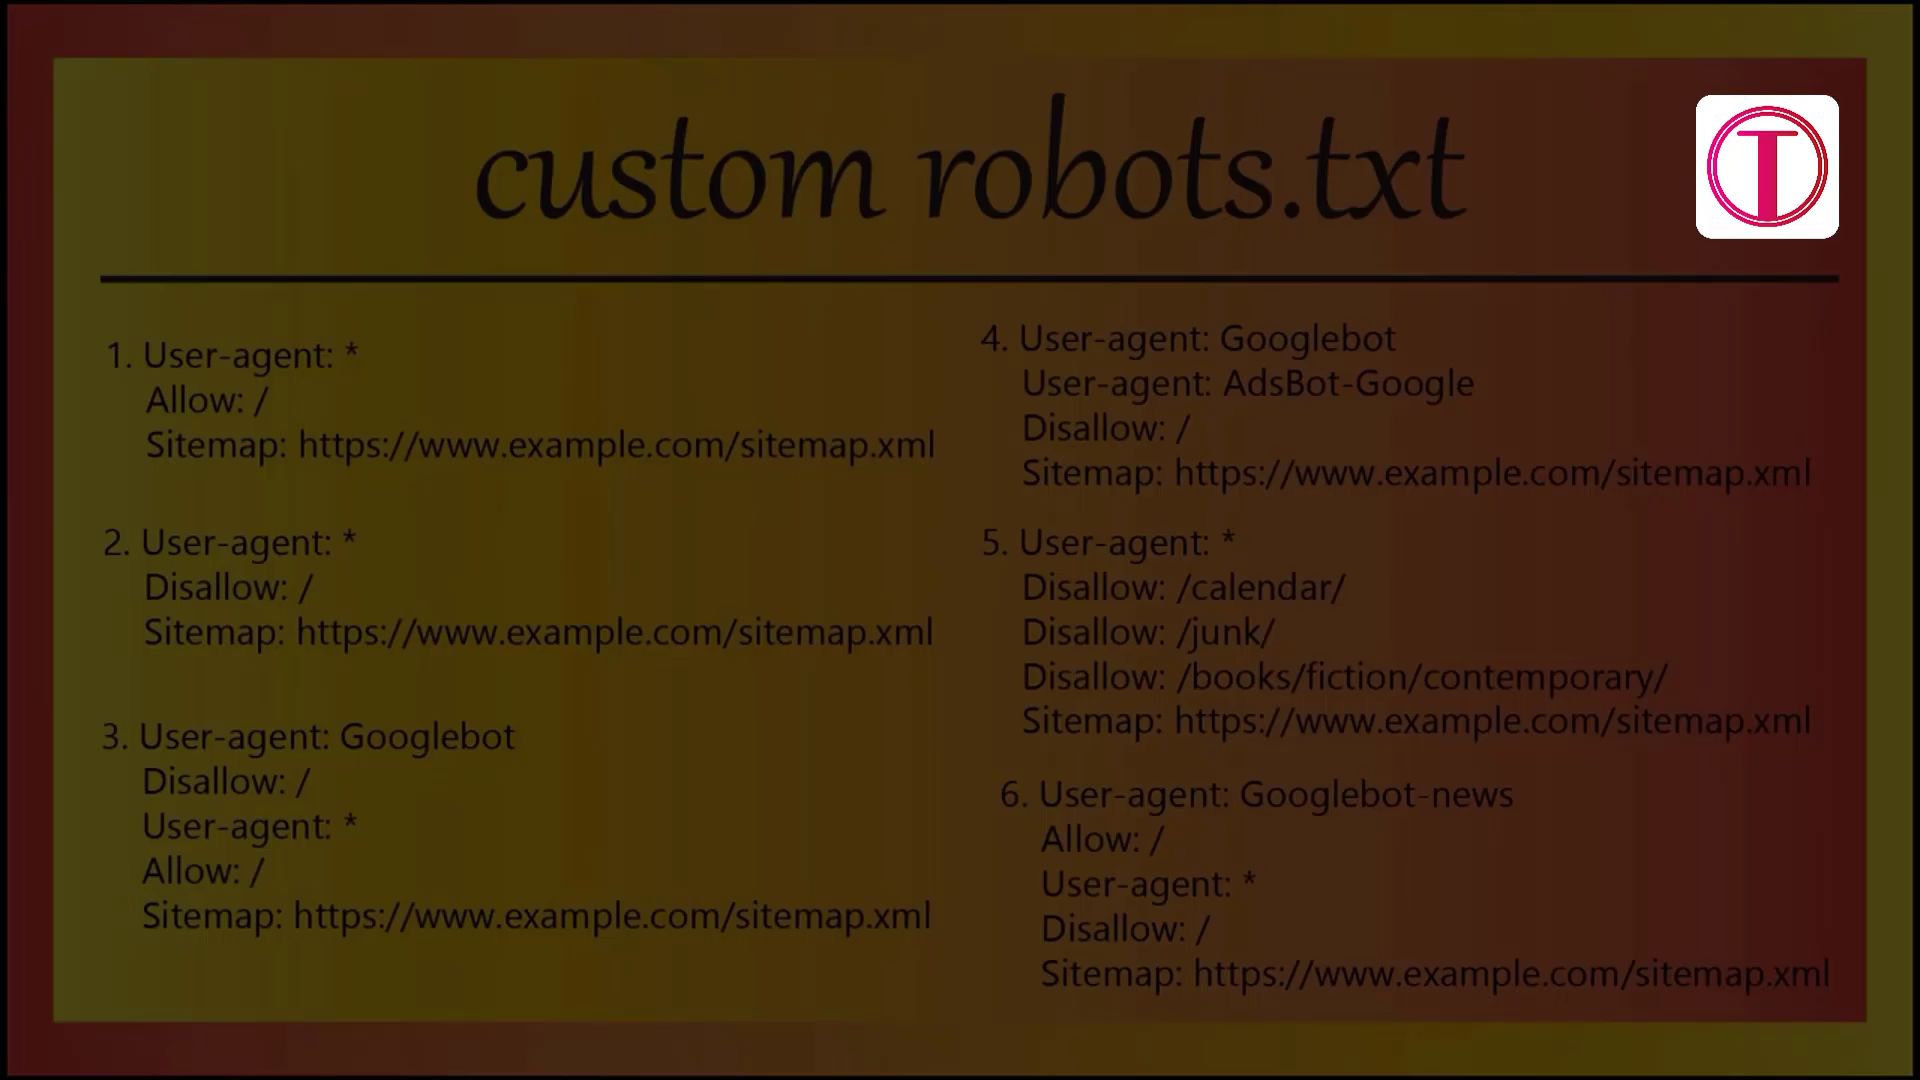 custom robots.txt
T
1. User-agent: *
Allow: /
Sitemap: https://www.example.com/sitemap.xml
2. User-agent: *
Disallow: /
Sitemap: https://www.example.com/sitemap.xml
3. User-agent: Googlebot
Disallow: /
User-agent: *
Allow: /
Sitemap: https://www.example.com/sitemap.xml
4. User-agent: Googlebot
User-agent: AdsBot-Google
Disallow: /
Sitemap: https://www.example.com/sitemap.xml
5. User-agent: *
Disallow: /calendar/
Disallow: /junk/
Disallow: /books/fiction/contemporary/
Sitemap: https://www.example.com/sitemap.xml
6. User-agent: Googlebot-news
Allow: /
User-agent: *
Disallow: /
Sitemap: https://www.example.com/sitemap.xml